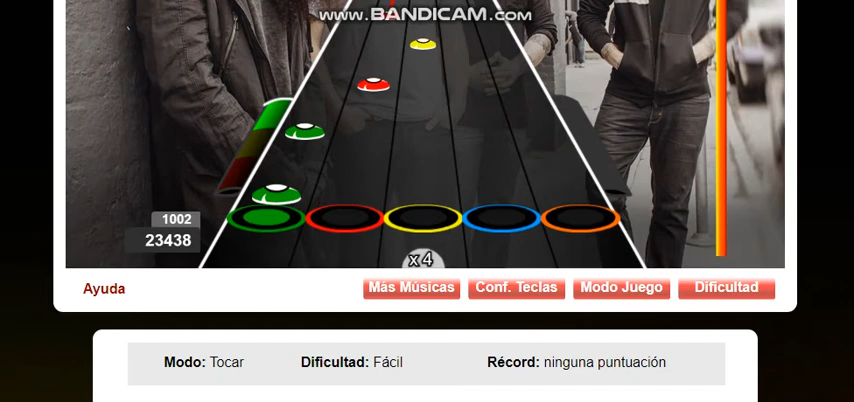 www.BANDICAM.com
1002
23438
x4
Ayuda
Más Músicas Conf. Teclas Modo Juego Dificultad
Modo: Tocar Dificultad: Fácil Récord: ninguna puntuación